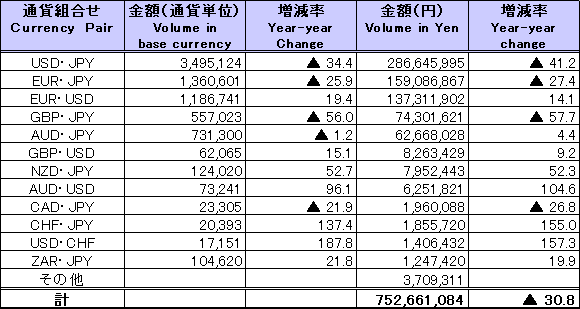 通貨組合せ 金額（通貨単位） 増減率 金額（円） 増減率
Currency Pair Volume in base currency Year-year Change Volume in Yen Year-year change
USD・JPY 3,495,124 ▲ 34.4 286,645,995 ▲ 41.2
EUR・JPY 1,360,601 ▲ 25.9 159,086,867 ▲ 27.4
EUR・USD 1,186,741 19.4 137,311,902 14.1
GBP・JPY 557,023 ▲ 56.0 74,301,621 ▲ 57.7
AUD・JPY 731,300 ▲ 1.2 62,668,028 4.4
GBP・USD 62,065 15.1 8,263,429 9.2
NZD・JPY 124,020 52.7 7,952,443 52.3
AUD・USD 73,241 96.1 6,251,821 104.6
CAD・JPY 23,305 ▲ 21.9 1,960,088 ▲ 26.8
CHF・JPY 20,393 137.4 1,855,720 155.0
USD・CHF 17,151 187.8 1,406,432 157.3
ZAR・JPY 104,620 21.8 1,247,420 19.9
その他 3,709,311
計 752,661,084 ▲ 30.8